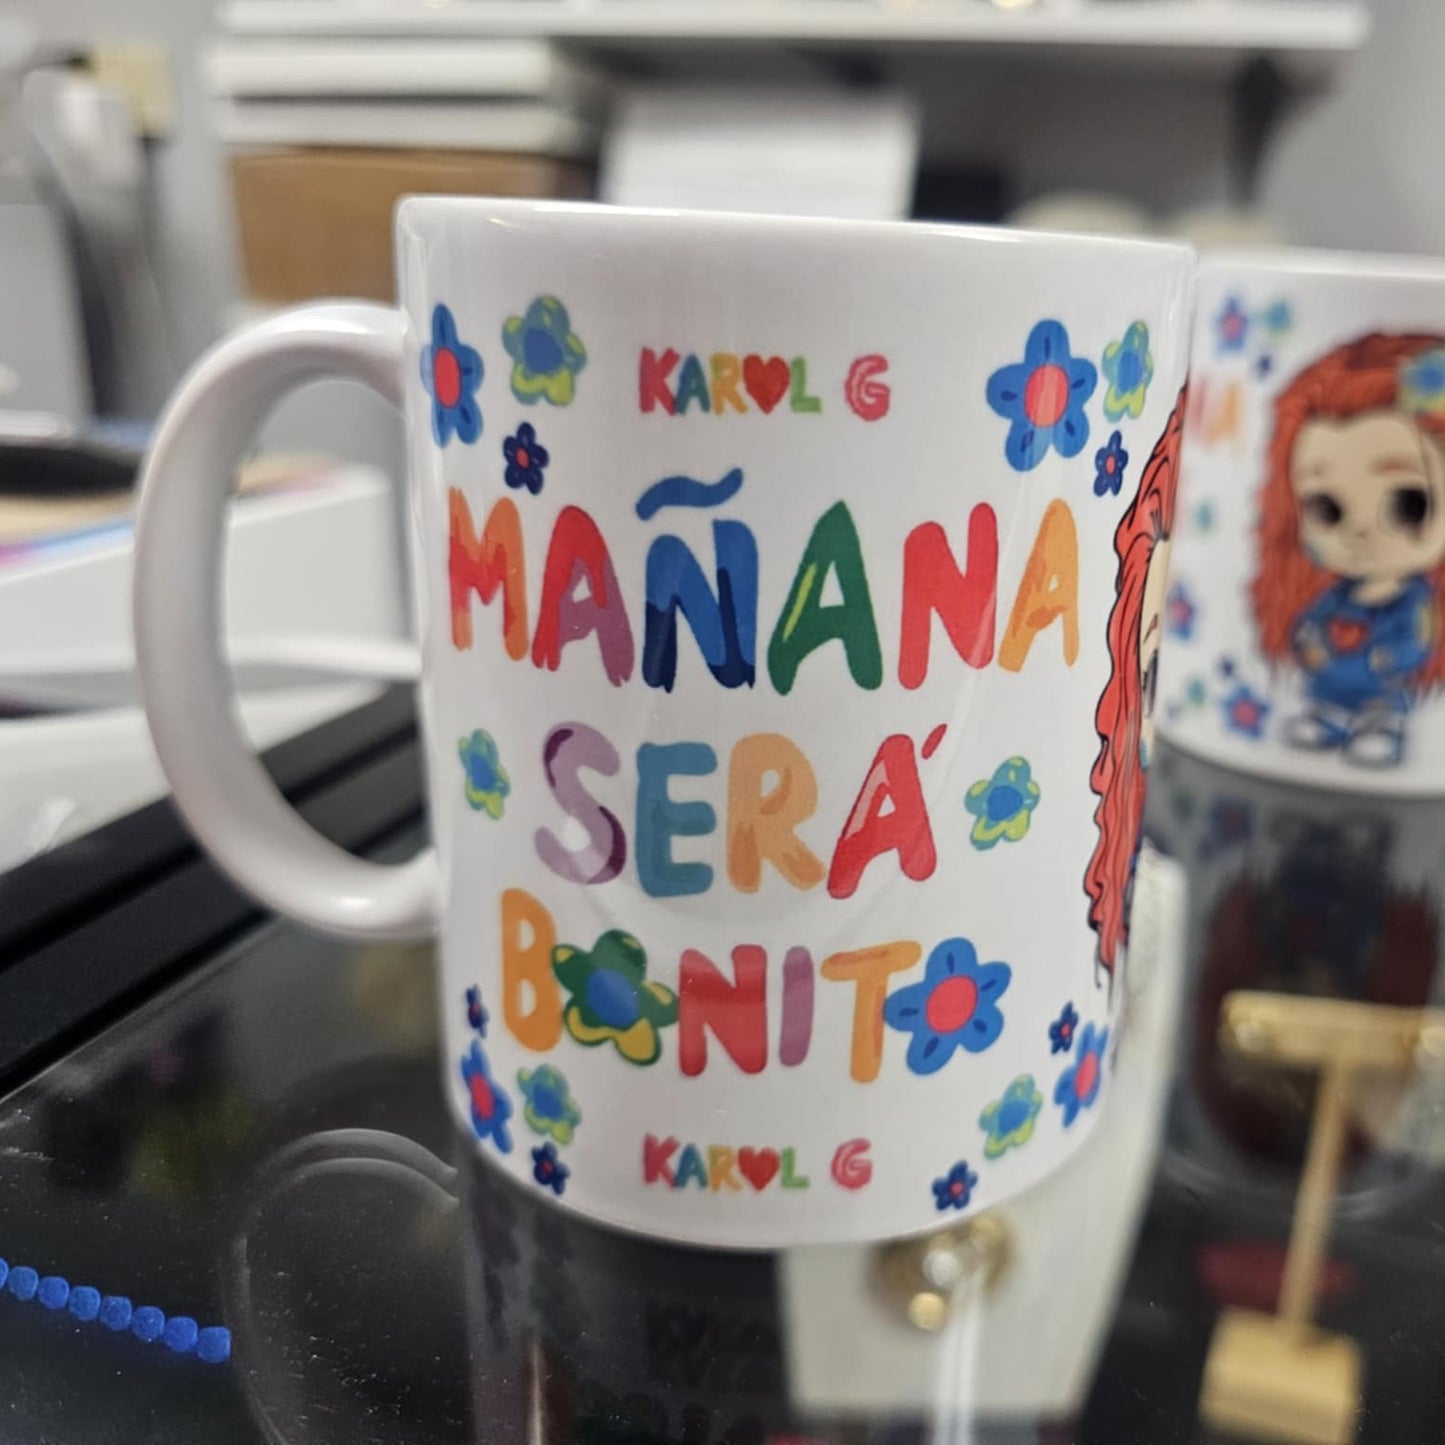 KAROL G
MAÑANA
SERÁ
BONITO
KAROL G